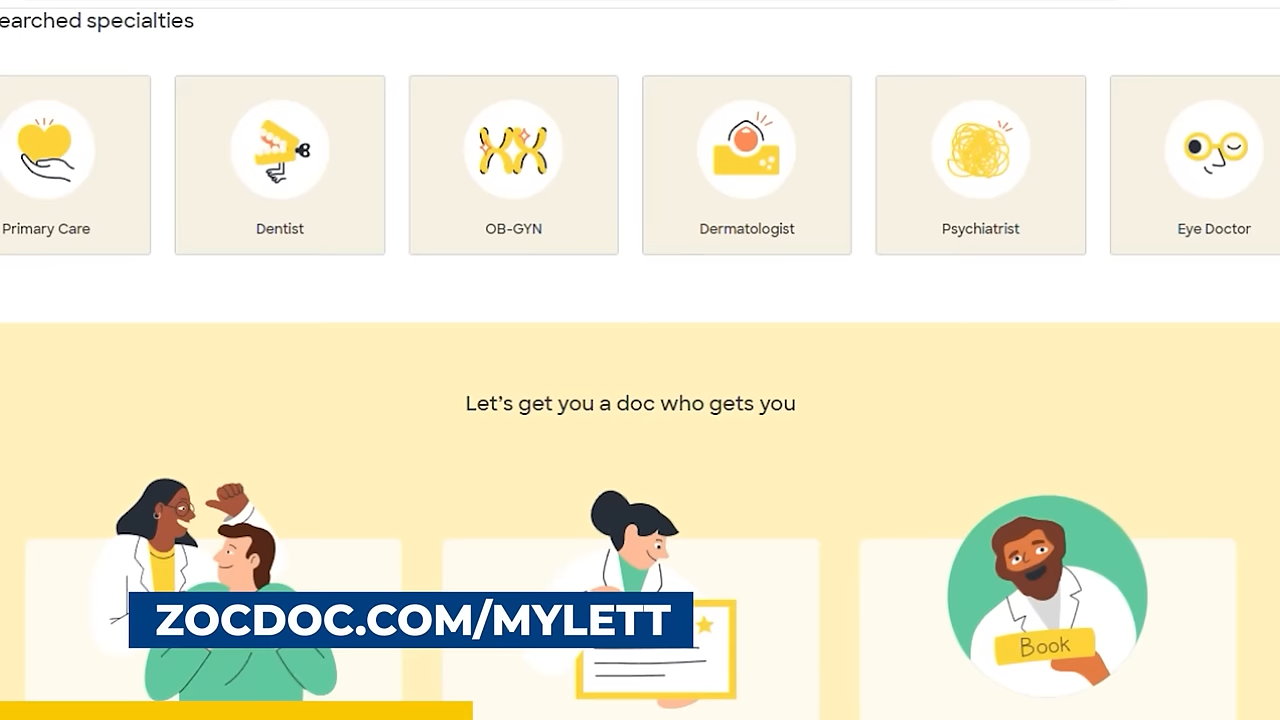 earched specialties
Primary Care
Dentist
OB-GYN
Dermatologist
Psychiatrist
Eye Doctor
Let's get you a doc who gets you
Book
ZOCDOC.COM/MYLETT